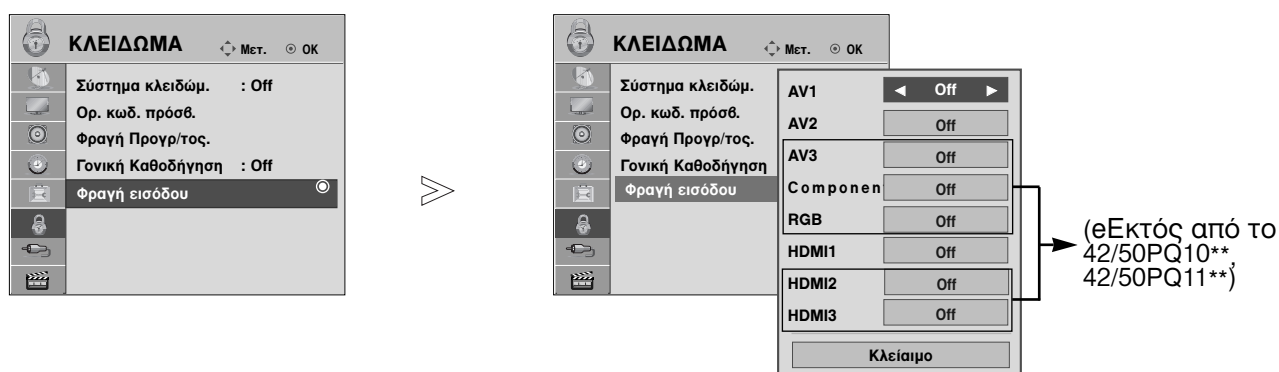 ΚΛΕΙΔΩΜΑ Μετ. OK
Σύστημα κλειδώμ. : Off
Ορ. κωδ. πρόσβ.
Φραγή Προγρ/τος.
Γονική Καθοδήγηση : Off
Φραγή εισόδου
ΚΛΕΙΔΩΜΑ Μετ. OK
Σύστημα κλειδώμ.
Ορ. κωδ. πρόσβ.
Φραγή Προγρ/τος.
Γονική Καθοδήγηση
Φραγή εισόδου
AV1 ◄ Off ►
AV2 Off
AV3 Off
Componen Off
RGB Off
HDMI1 Off
HDMI2 Off
HDMI3 Off
Κλείαιμο
(eΕκτός από το
42/50PQ10**,
42/50PQ11**)